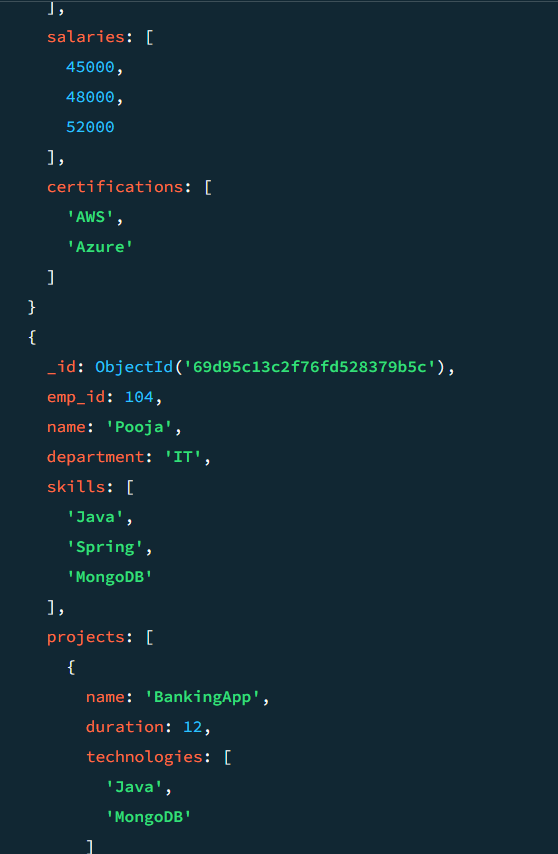 ],
salaries: [
45000,
48000,
52000
],
certifications: [
'AWS',
'Azure'
]
}
{
_id: ObjectId('69d95c13c2f76fd528379b5c'),
emp_id: 104,
name: 'Pooja',
department: 'IT',
skills: [
'Java',
'Spring',
'MongoDB'
],
projects: [
{
name: 'BankingApp',
duration: 12,
technologies: [
'Java',
'MongoDB'
]